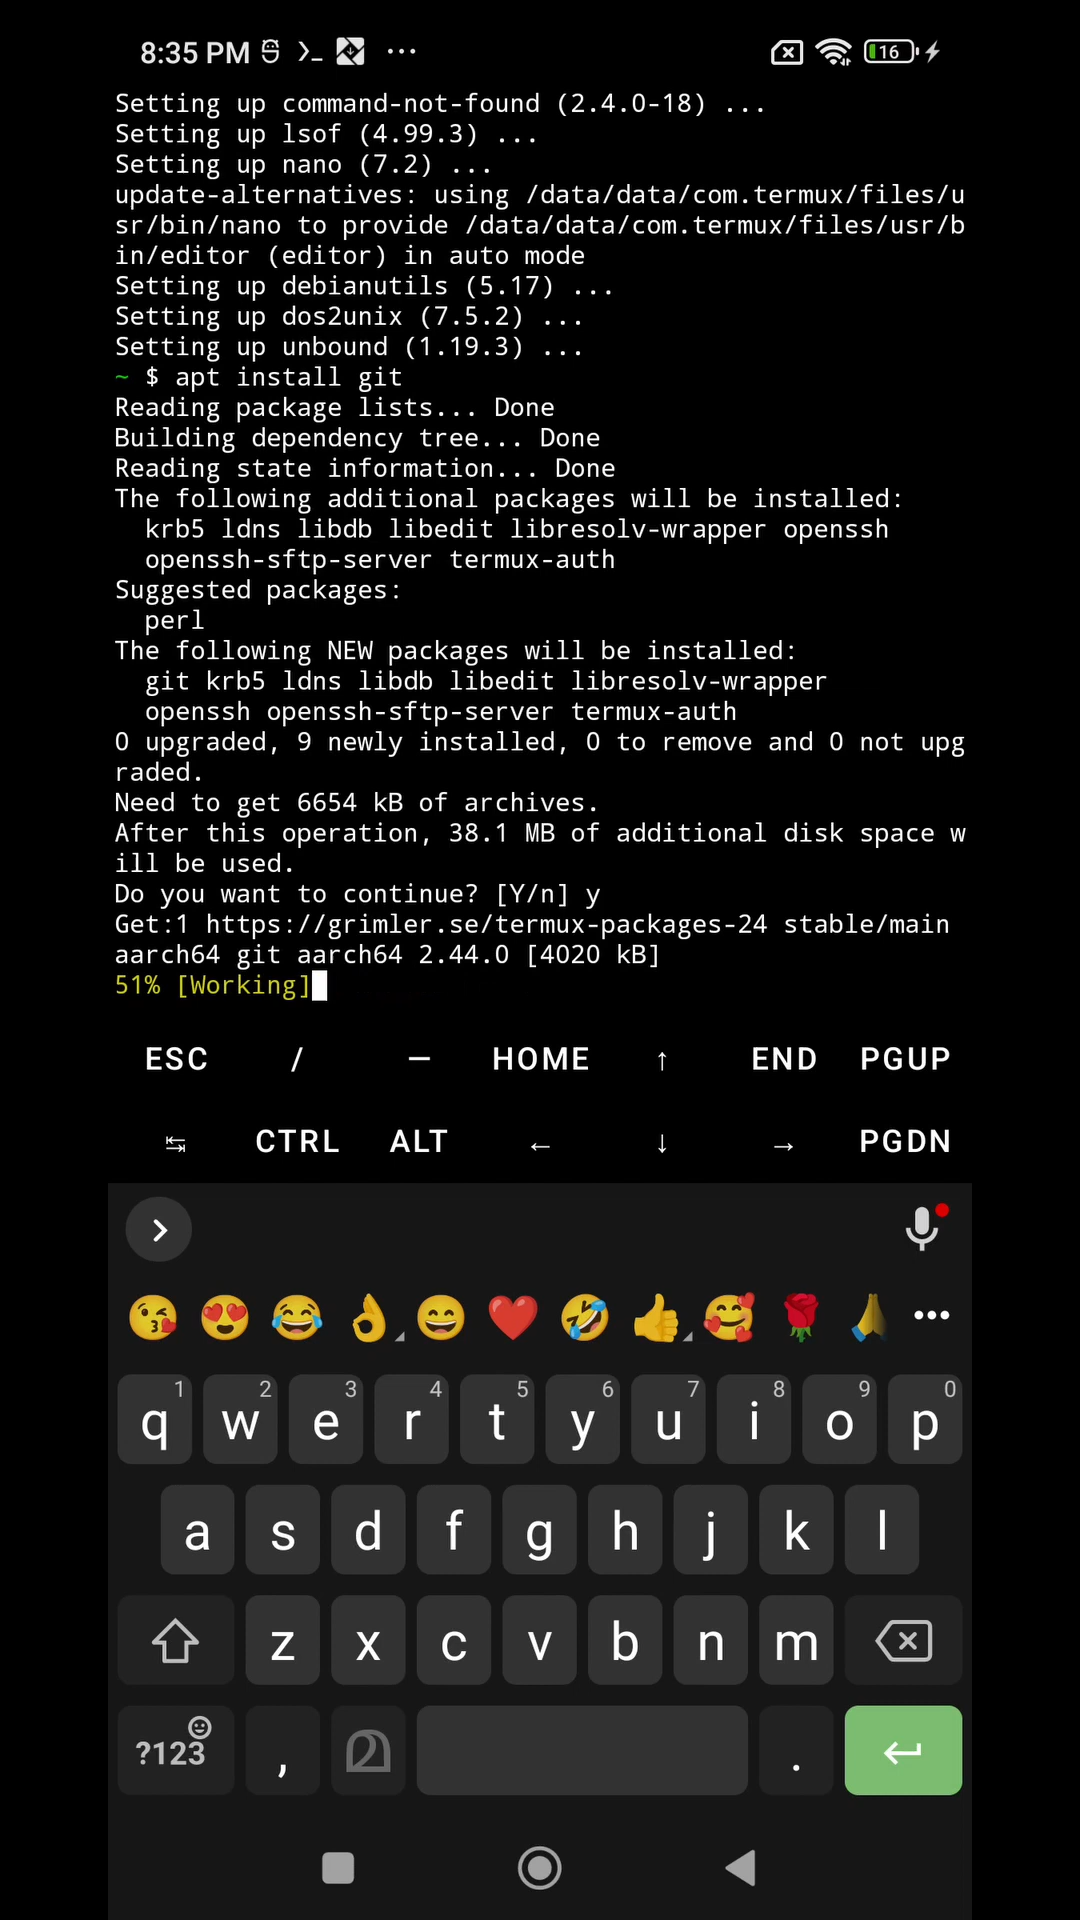 8:35 PM
16
Setting up command-not-found (2.4.0-18) ...
Setting up lsof (4.99.3) ...
Setting up nano (7.2) ...
update-alternatives: using /data/data/com.termux/files/u
sr/bin/nano to provide /data/data/com.termux/files/usr/b
in/editor (editor) in auto mode
Setting up debianutils (5.17) ...
Setting up dos2unix (7.5.2) ...
Setting up unbound (1.19.3) ...
~ $ apt install git
Reading package lists... Done
Building dependency tree... Done
Reading state information... Done
The following additional packages will be installed:
  krb5 ldns libdb libedit libresolv-wrapper openssh
  openssh-sftp-server termux-auth
Suggested packages:
  perl
The following NEW packages will be installed:
  git krb5 ldns libdb libedit libresolv-wrapper
  openssh openssh-sftp-server termux-auth
0 upgraded, 9 newly installed, 0 to remove and 0 not upg
raded.
Need to get 6654 kB of archives.
After this operation, 38.1 MB of additional disk space w
ill be used.
Do you want to continue? [Y/n] y
Get:1 https://grimler.se/termux-packages-24 stable/main
aarch64 git aarch64 2.44.0 [4020 kB]
51% [Working]
ESC / — HOME ↑ END PGUP
↹ CTRL ALT ← ↓ → PGDN
1 2 3 4 5 6 7 8 9 0
q w e r t y u i o p
a s d f g h j k l
z x c v b n m
?123 , .